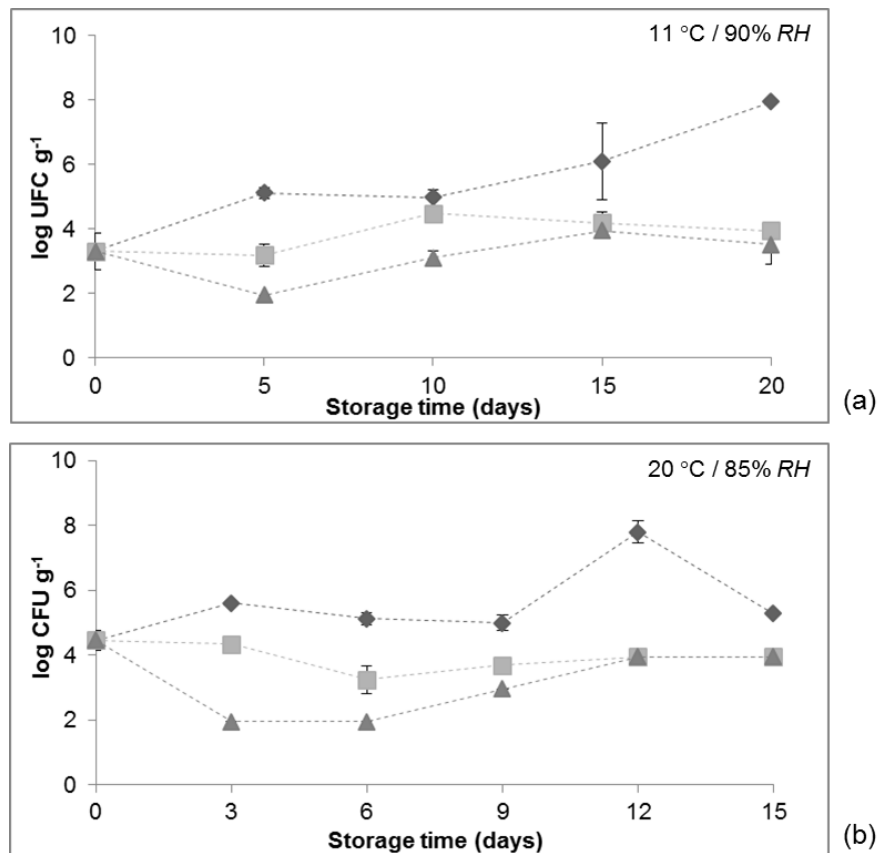 10
11 °C / 90% RH
8
6
4
2
0
log UFC g-1
0 5 10 15 20
Storage time (days)
(a)
10
20 °C / 85% RH
8
6
4
2
0
log CFU g-1
0 3 6 9 12 15
Storage time (days)
(b)